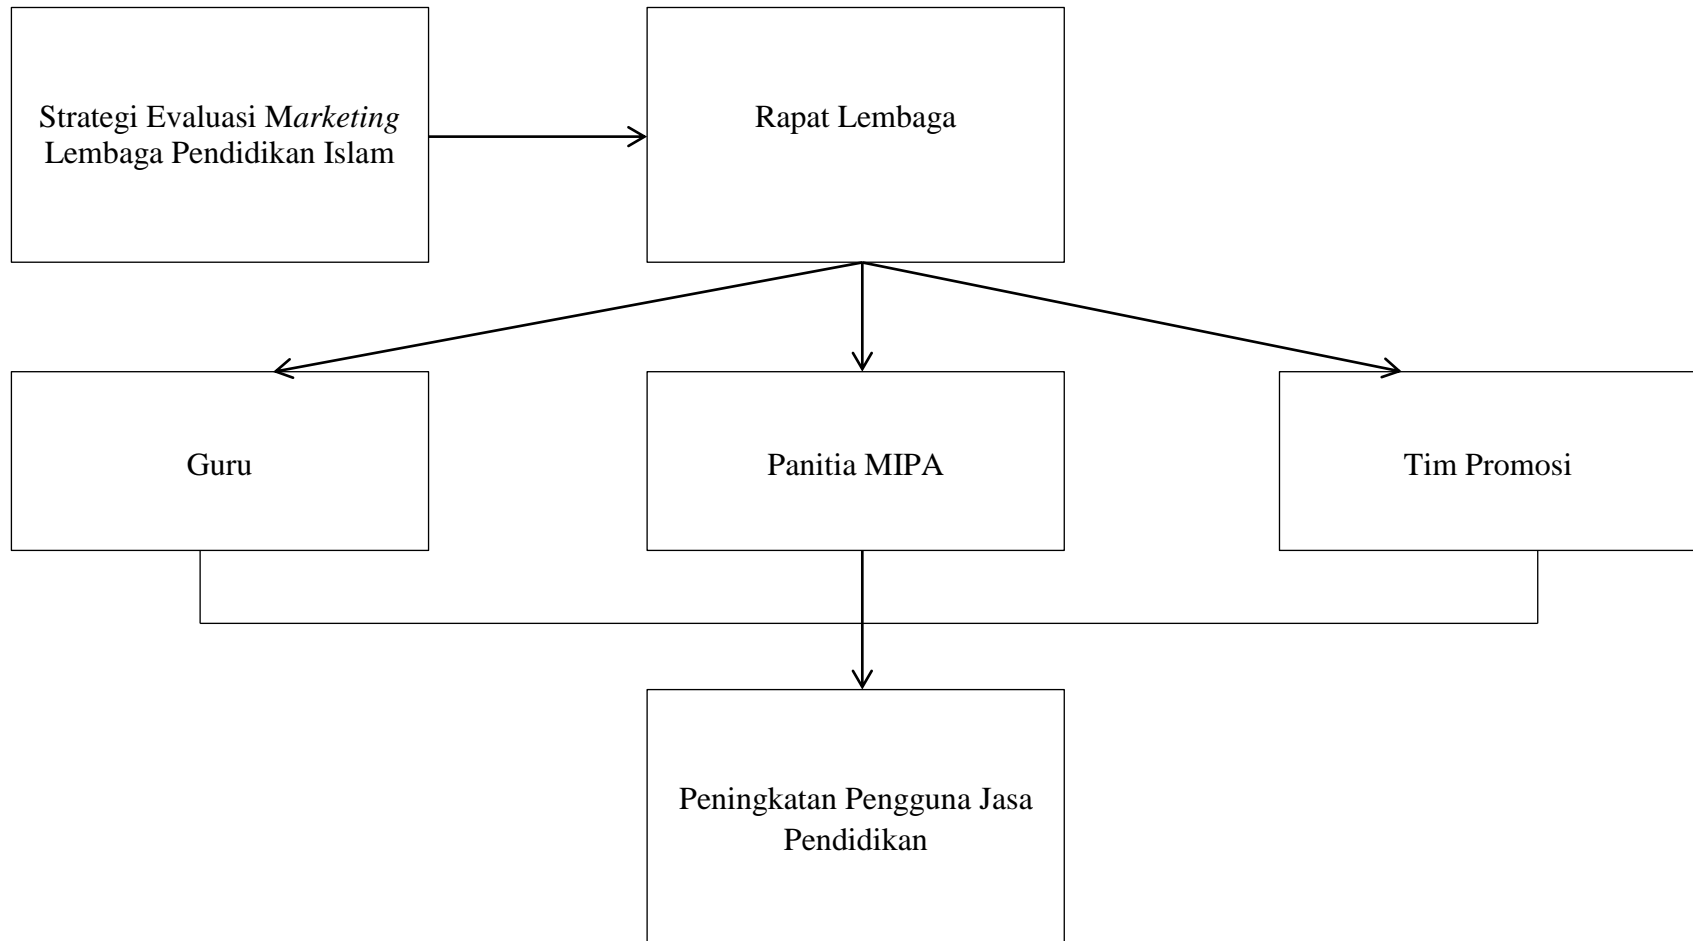 Strategi Evaluasi Marketing
Lembaga Pendidikan Islam
Rapat Lembaga
Guru
Panitia MIPA
Tim Promosi
Peningkatan Pengguna Jasa
Pendidikan